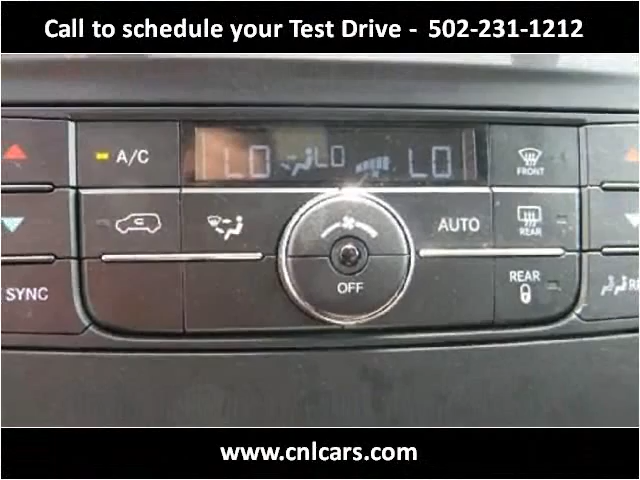 Call to schedule your Test Drive - 502-231-1212
A/C
LO LO LO
FRONT
AUTO
REAR
OFF
REAR
SYNC
www.cnlcars.com